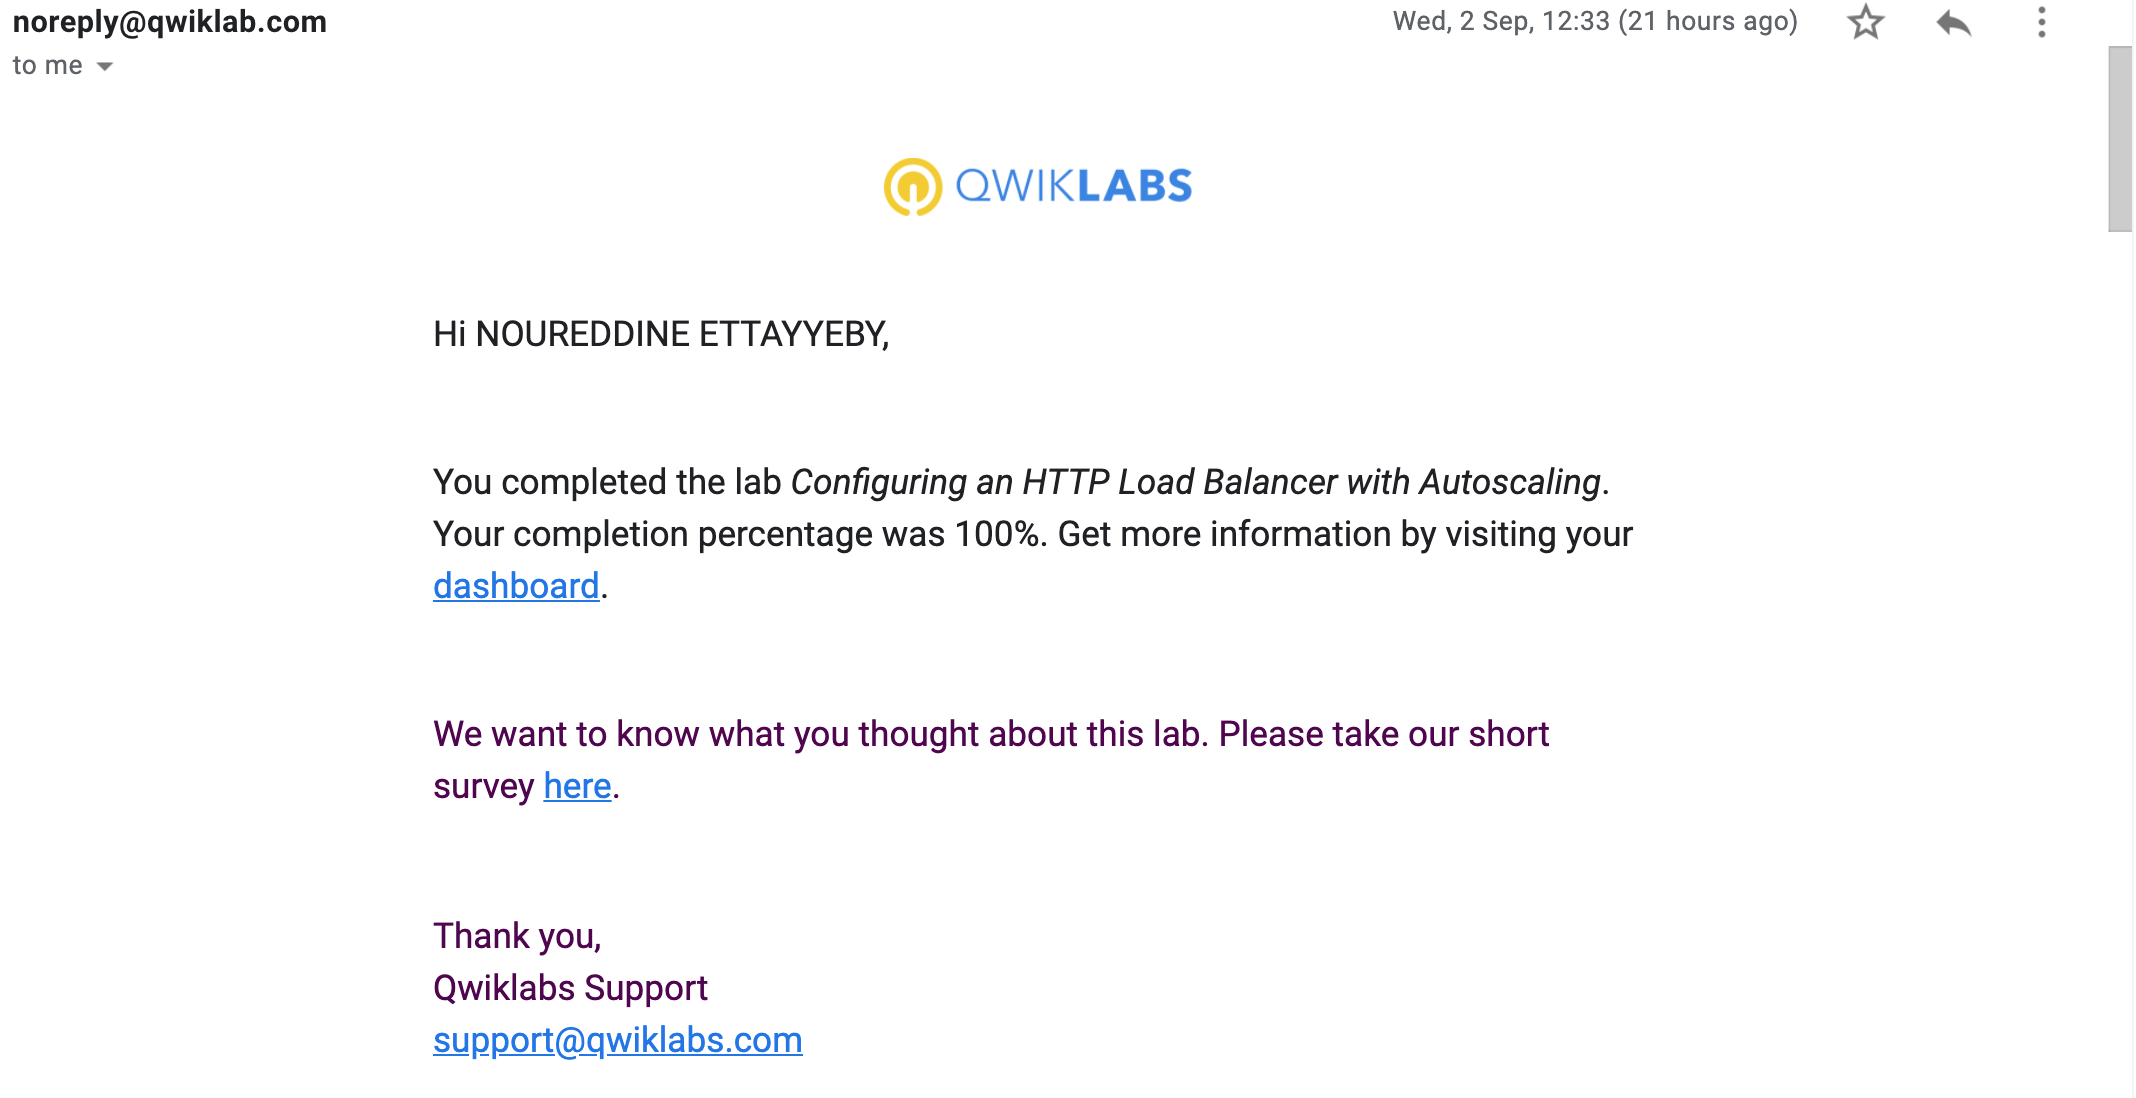 noreply@qwiklab.com
Wed, 2 Sep, 12:33 (21 hours ago)
to me
QWIKLABS
Hi NOUREDDINE ETTAYYEBY,
You completed the lab Configuring an HTTP Load Balancer with Autoscaling.
Your completion percentage was 100%. Get more information by visiting your
dashboard.
We want to know what you thought about this lab. Please take our short
survey here.
Thank you,
Qwiklabs Support
support@qwiklabs.com